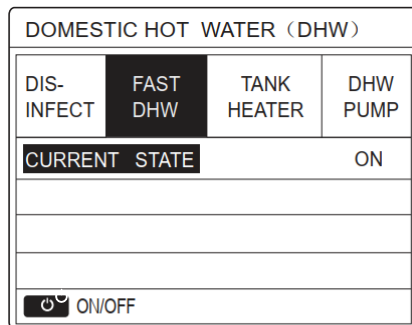 DOMESTIC HOT WATER（DHW）
DIS-INFECT FAST DHW TANK HEATER DHW PUMP
CURRENT STATE ON
ON/OFF